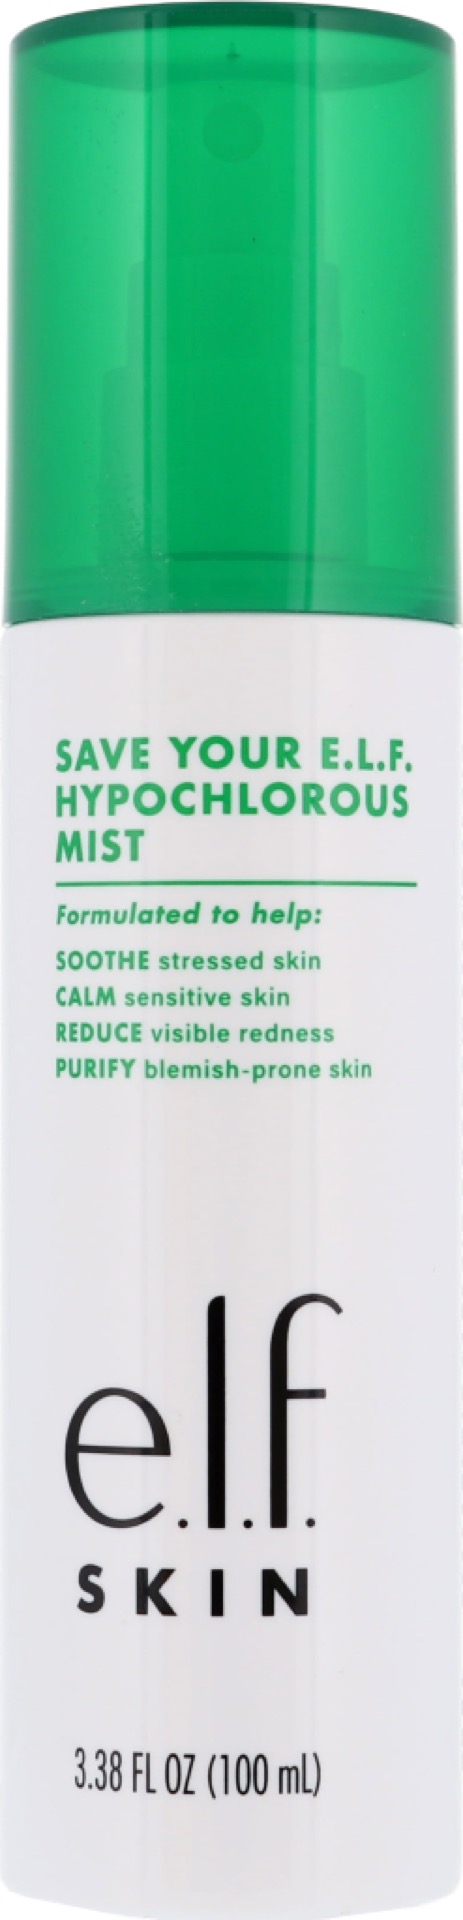 SAVE YOUR E.L.F.
HYPOCHLOROUS
MIST
Formulated to help:
SOOTHE stressed skin
CALM sensitive skin
REDUCE visible redness
PURIFY blemish-prone skin
e.l.f.
SKIN
3.38 FL OZ (100 mL)